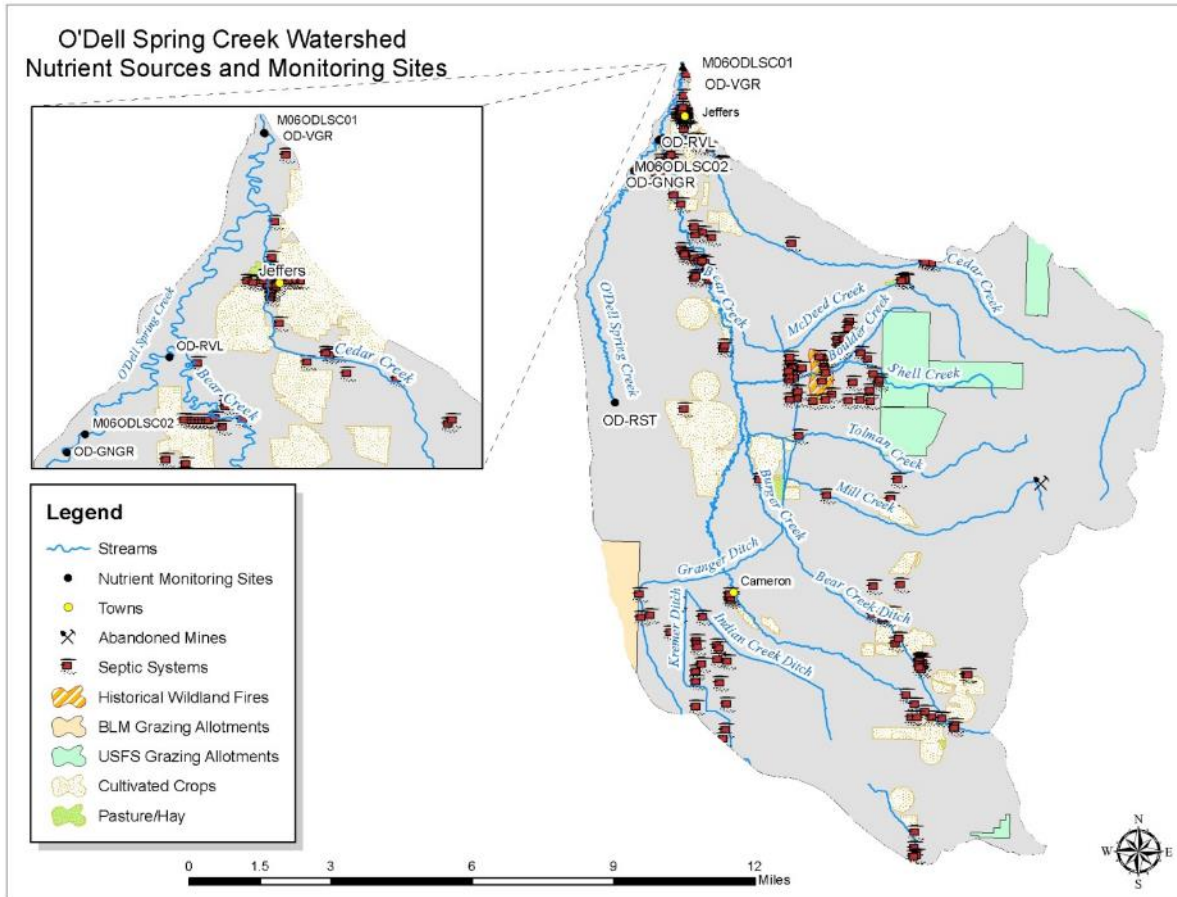 O'Dell Spring Creek Watershed
Nutrient Sources and Monitoring Sites
M06ODLSC01
OD-VGR
Jeffers
O'Dell Spring Creek
OD-RVL
Bear Creek
Cedar Creek
M06ODLSC02
OD-GNGR
M06ODLSC01
OD-VGR
Jeffers
OD-RVL
M06ODLSC02
OD-GNGR
O'Dell Spring Creek
Bear Creek
Cedar Creek
McDeed Creek
Boulder Creek
Shell Creek
OD-RST
Tolman Creek
Mill Creek
Burger Creek
Granger Ditch
Cameron
Bear Creek Ditch
Kremer Ditch
Indian Creek Ditch
Legend
Streams
Nutrient Monitoring Sites
Towns
Abandoned Mines
Septic Systems
Historical Wildland Fires
BLM Grazing Allotments
USFS Grazing Allotments
Cultivated Crops
Pasture/Hay
0 1.5 3 6 9 12
Miles
N
W E
S